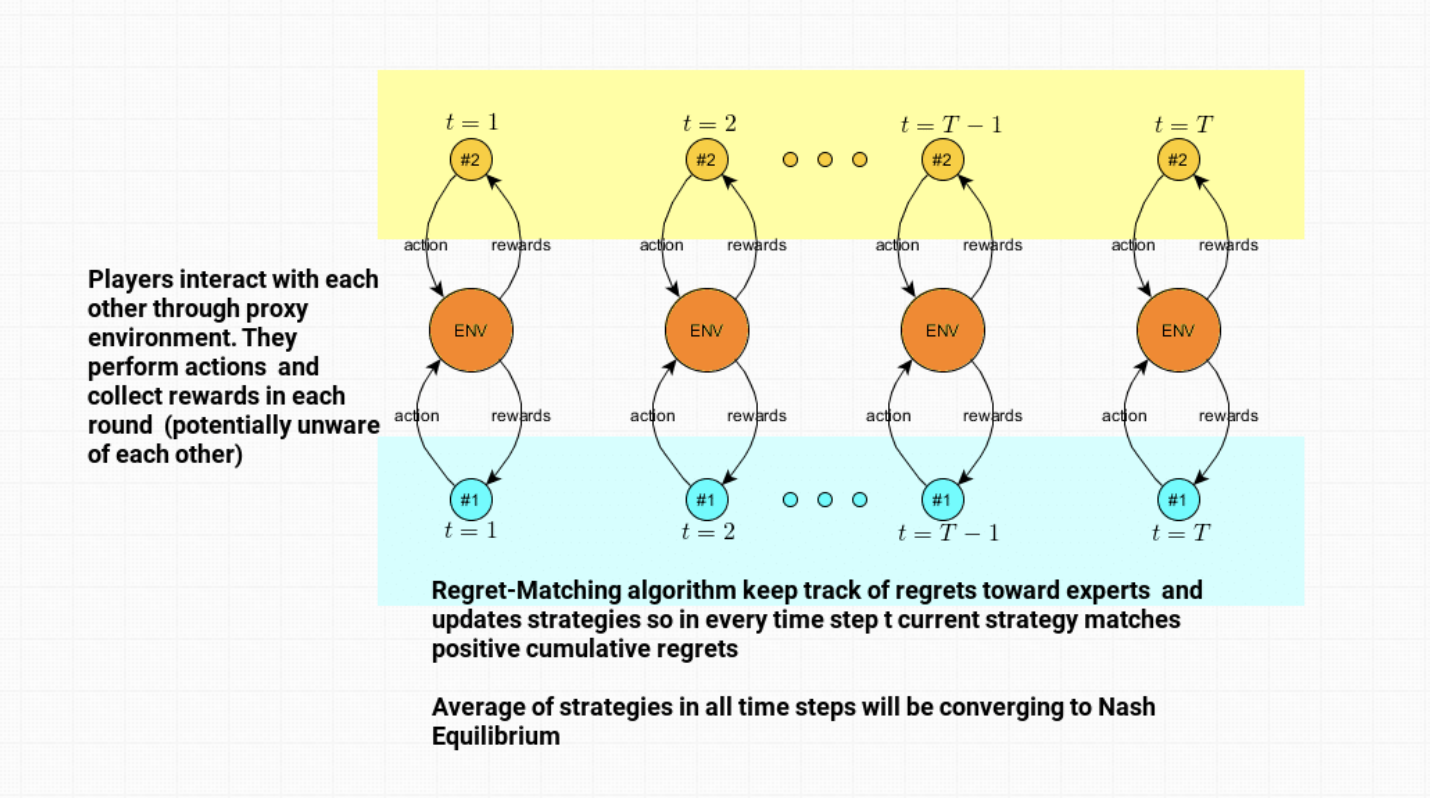 t = 1
t = 2
t = T − 1
t = T
#2
#2
#2
#2
action
rewards
action
rewards
action
rewards
action
rewards
Players interact with each
other through proxy
environment. They
perform actions and
collect rewards in each
round (potentially unware
of each other)
ENV
ENV
ENV
ENV
action
rewards
action
rewards
action
rewards
action
rewards
#1
#1
#1
#1
t = 1
t = 2
t = T − 1
t = T
Regret-Matching algorithm keep track of regrets toward experts and
updates strategies so in every time step t current strategy matches
positive cumulative regrets
Average of strategies in all time steps will be converging to Nash
Equilibrium